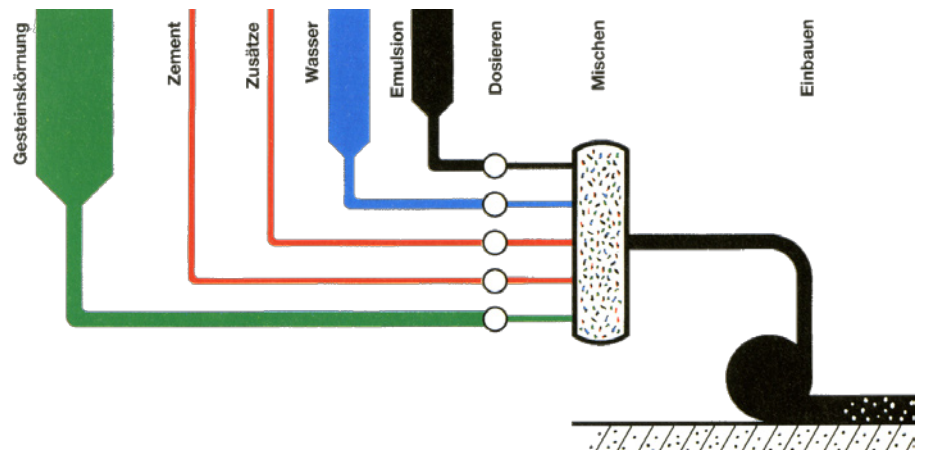 Gesteinskörnung
Zement
Zusätze
Wasser
Emulsion
Dosieren
Mischen
Einbauen